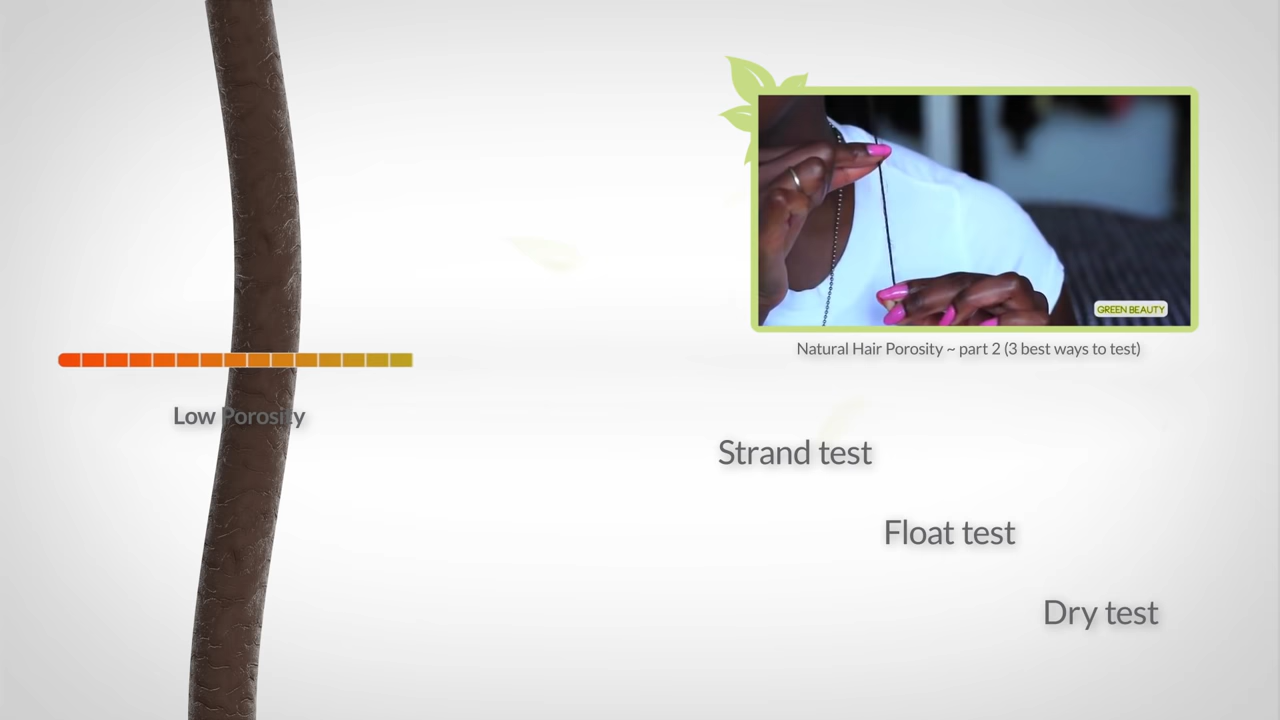 GREEN BEAUTY
Natural Hair Porosity ~ part 2 (3 best ways to test)
Low Porosity
Strand test
Float test
Dry test